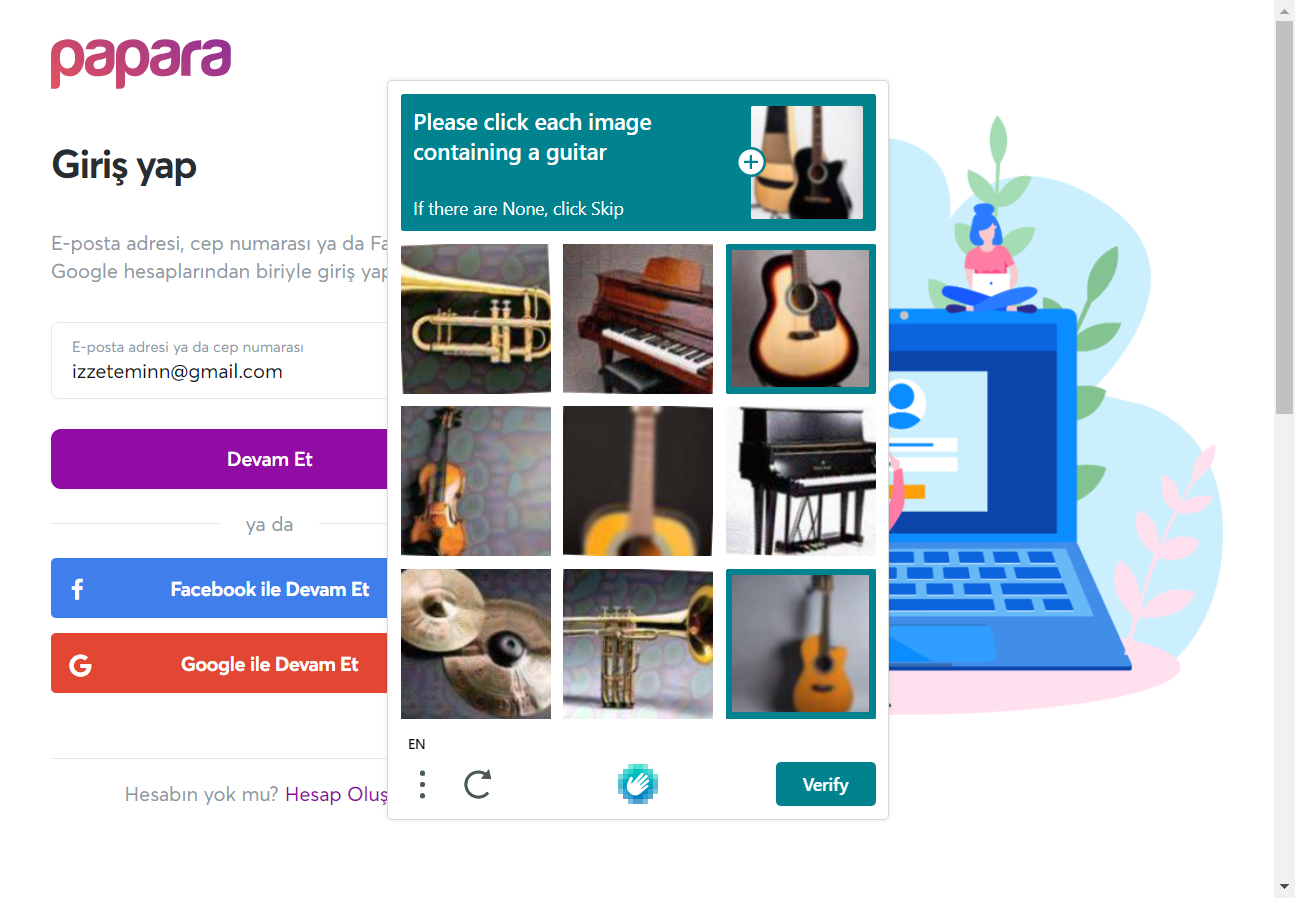 papara
Giriş yap
E-posta adresi, cep numarası ya da Fa
Google hesaplarından biriyle giriş yap
E-posta adresi ya da cep numarası
izzeteminn@gmail.com
Devam Et
ya da
Facebook ile Devam Et
Google ile Devam Et
Hesabın yok mu? Hesap Oluş
Please click each image
containing a guitar
If there are None, click Skip
EN
Verify